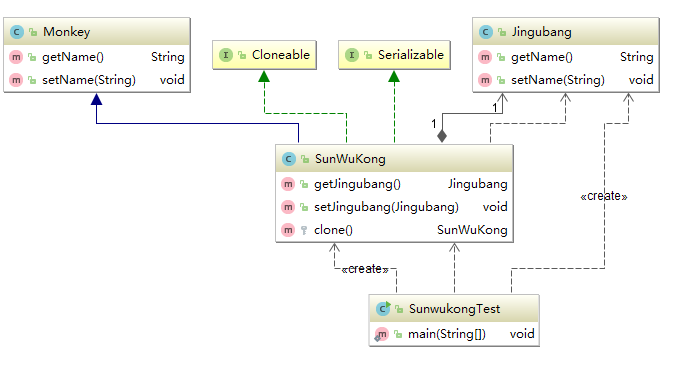 C Monkey
m getName() String
m setName(String) void
I Cloneable
I Serializable
C Jingubang
m getName() String
m setName(String) void
1
1
C SunWuKong
m getJingubang() Jingubang
m setJingubang(Jingubang) void
m clone() SunWuKong
«create»
«create»
C SunwukongTest
m main(String[]) void